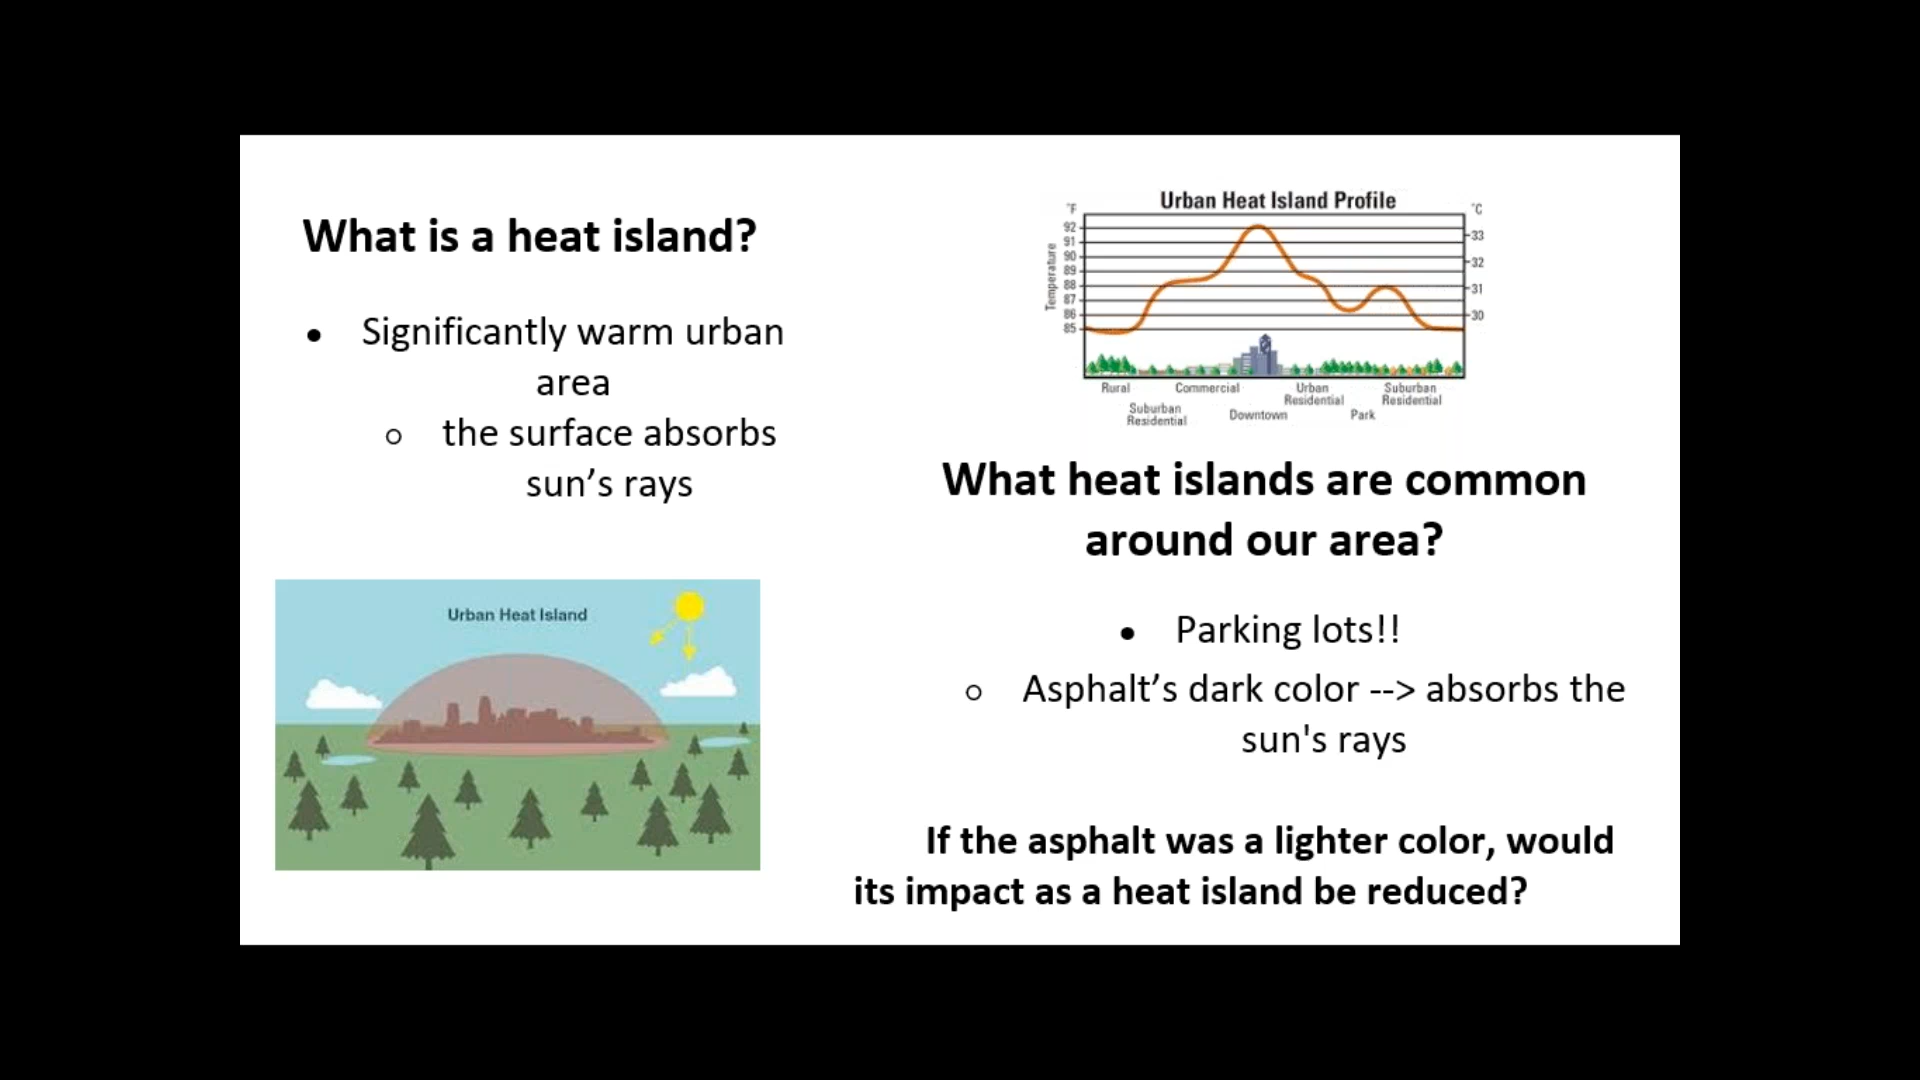 What is a heat island?
● Significantly warm urban
area
○ the surface absorbs
sun’s rays
Urban Heat Island
Urban Heat Island Profile
°F
°C
Temperature
92
91
90
89
88
87
86
85
33
32
31
30
Rural
Commercial
Urban
Residential
Suburban
Residential
Suburban
Residential
Downtown
Park
What heat islands are common
around our area?
● Parking lots!!
○ Asphalt’s dark color --> absorbs the
sun's rays
If the asphalt was a lighter color, would
its impact as a heat island be reduced?